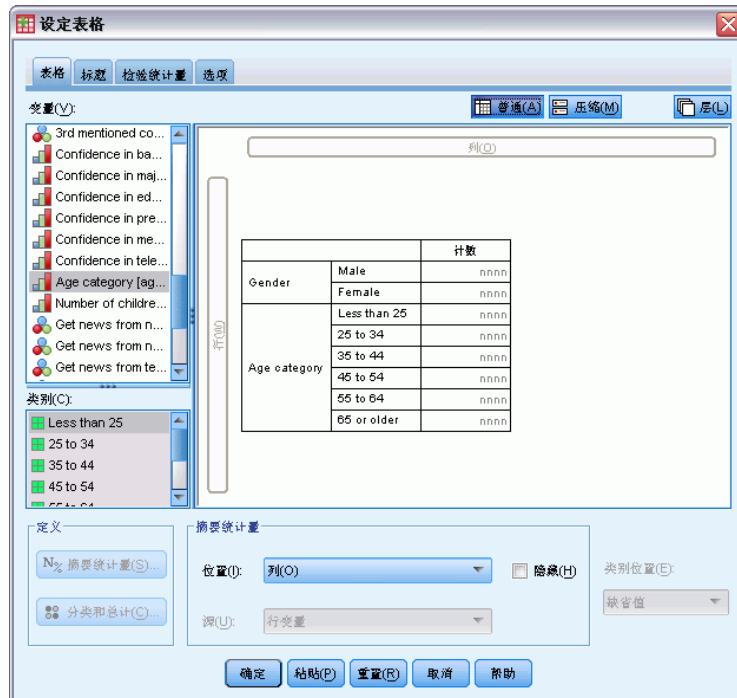 设定表格
表格 标题 检验统计量 选项
变量(V):
普通(A) 压缩(M) 层(L)
3rd mentioned co...
Confidence in ba...
Confidence in maj...
Confidence in ed...
Confidence in pre...
Confidence in me...
Confidence in tele...
Age category [ag...
Number of childre...
Get news from n...
Get news from n...
Get news from te...
类别(C):
Less than 25
25 to 34
35 to 44
45 to 54
55 to 64
列(O)
行(W)
计数
Gender Male nnnn
Female nnnn
Age category Less than 25 nnnn
25 to 34 nnnn
35 to 44 nnnn
45 to 54 nnnn
55 to 64 nnnn
65 or older nnnn
定义
N% 摘要统计量(S)...
分类和总计(C)...
摘要统计量
位置(I): 列(O) 隐藏(H)
源(U): 行变量
类别位置(E):
缺省值
确定 粘贴(P) 重置(R) 取消 帮助